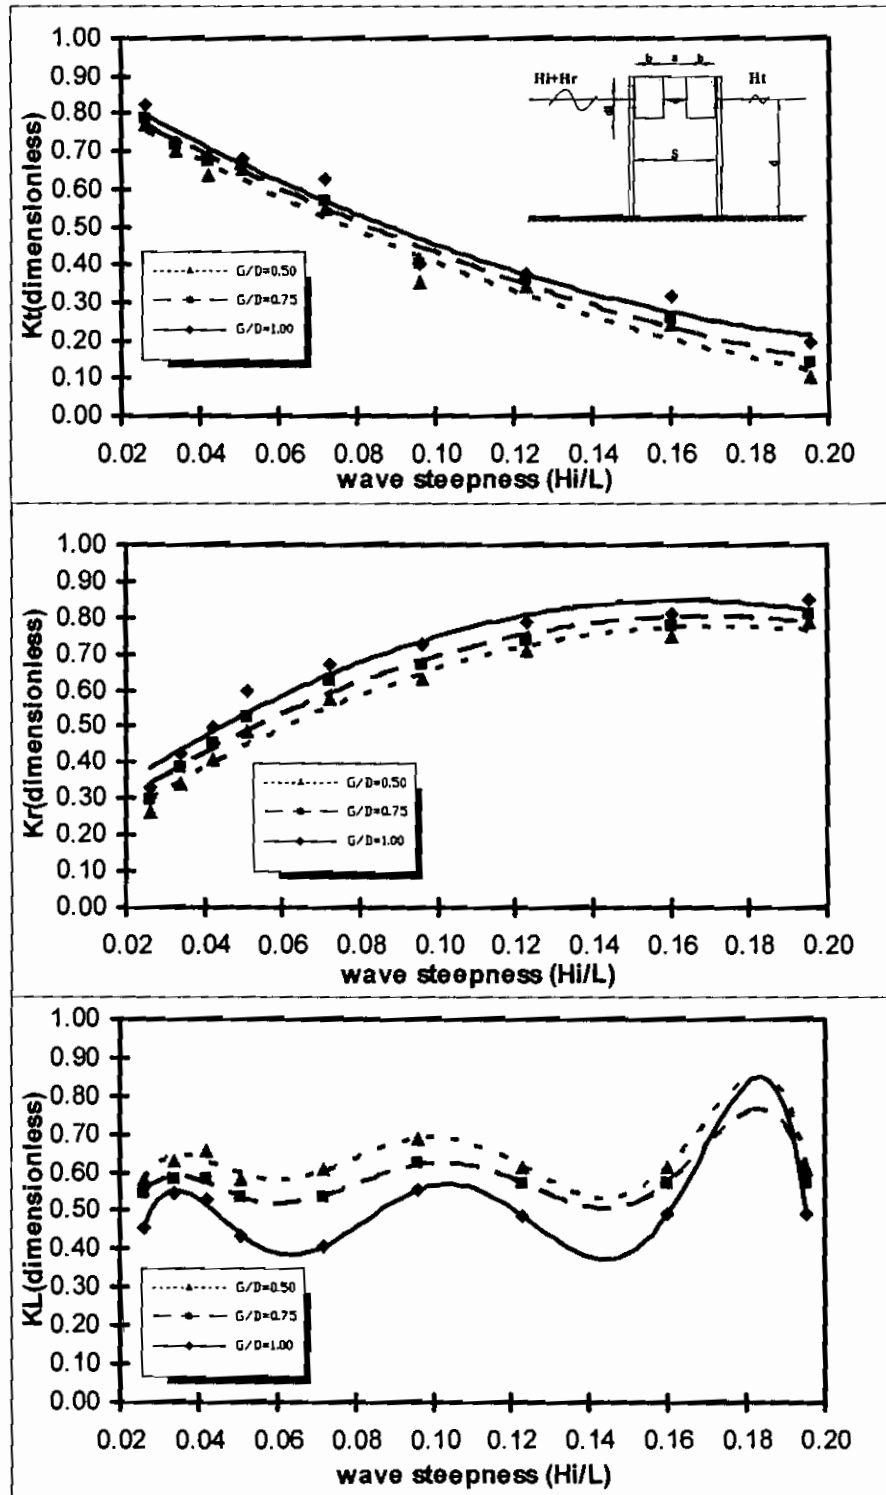 1.00
0.90
0.80
0.70
0.60
0.50
0.40
0.30
0.20
0.10
0.00
Kt(dimensionless)
b a b
Hi+Hr
Ht
S
G/D=0.50
G/D=0.75
G/D=1.00
0.02 0.04 0.06 0.08 0.10 0.12 0.14 0.16 0.18 0.20
wave steepness (Hi/L)
1.00
0.90
0.80
0.70
0.60
0.50
0.40
0.30
0.20
0.10
0.00
Kr(dimensionless)
G/D=0.50
G/D=0.75
G/D=1.00
0.02 0.04 0.06 0.08 0.10 0.12 0.14 0.16 0.18 0.20
wave steepness (Hi/L)
1.00
0.90
0.80
0.70
0.60
0.50
0.40
0.30
0.20
0.10
0.00
KL(dimensionless)
G/D=0.50
G/D=0.75
G/D=1.00
0.02 0.04 0.06 0.08 0.10 0.12 0.14 0.16 0.18 0.20
wave steepness (Hi/L)